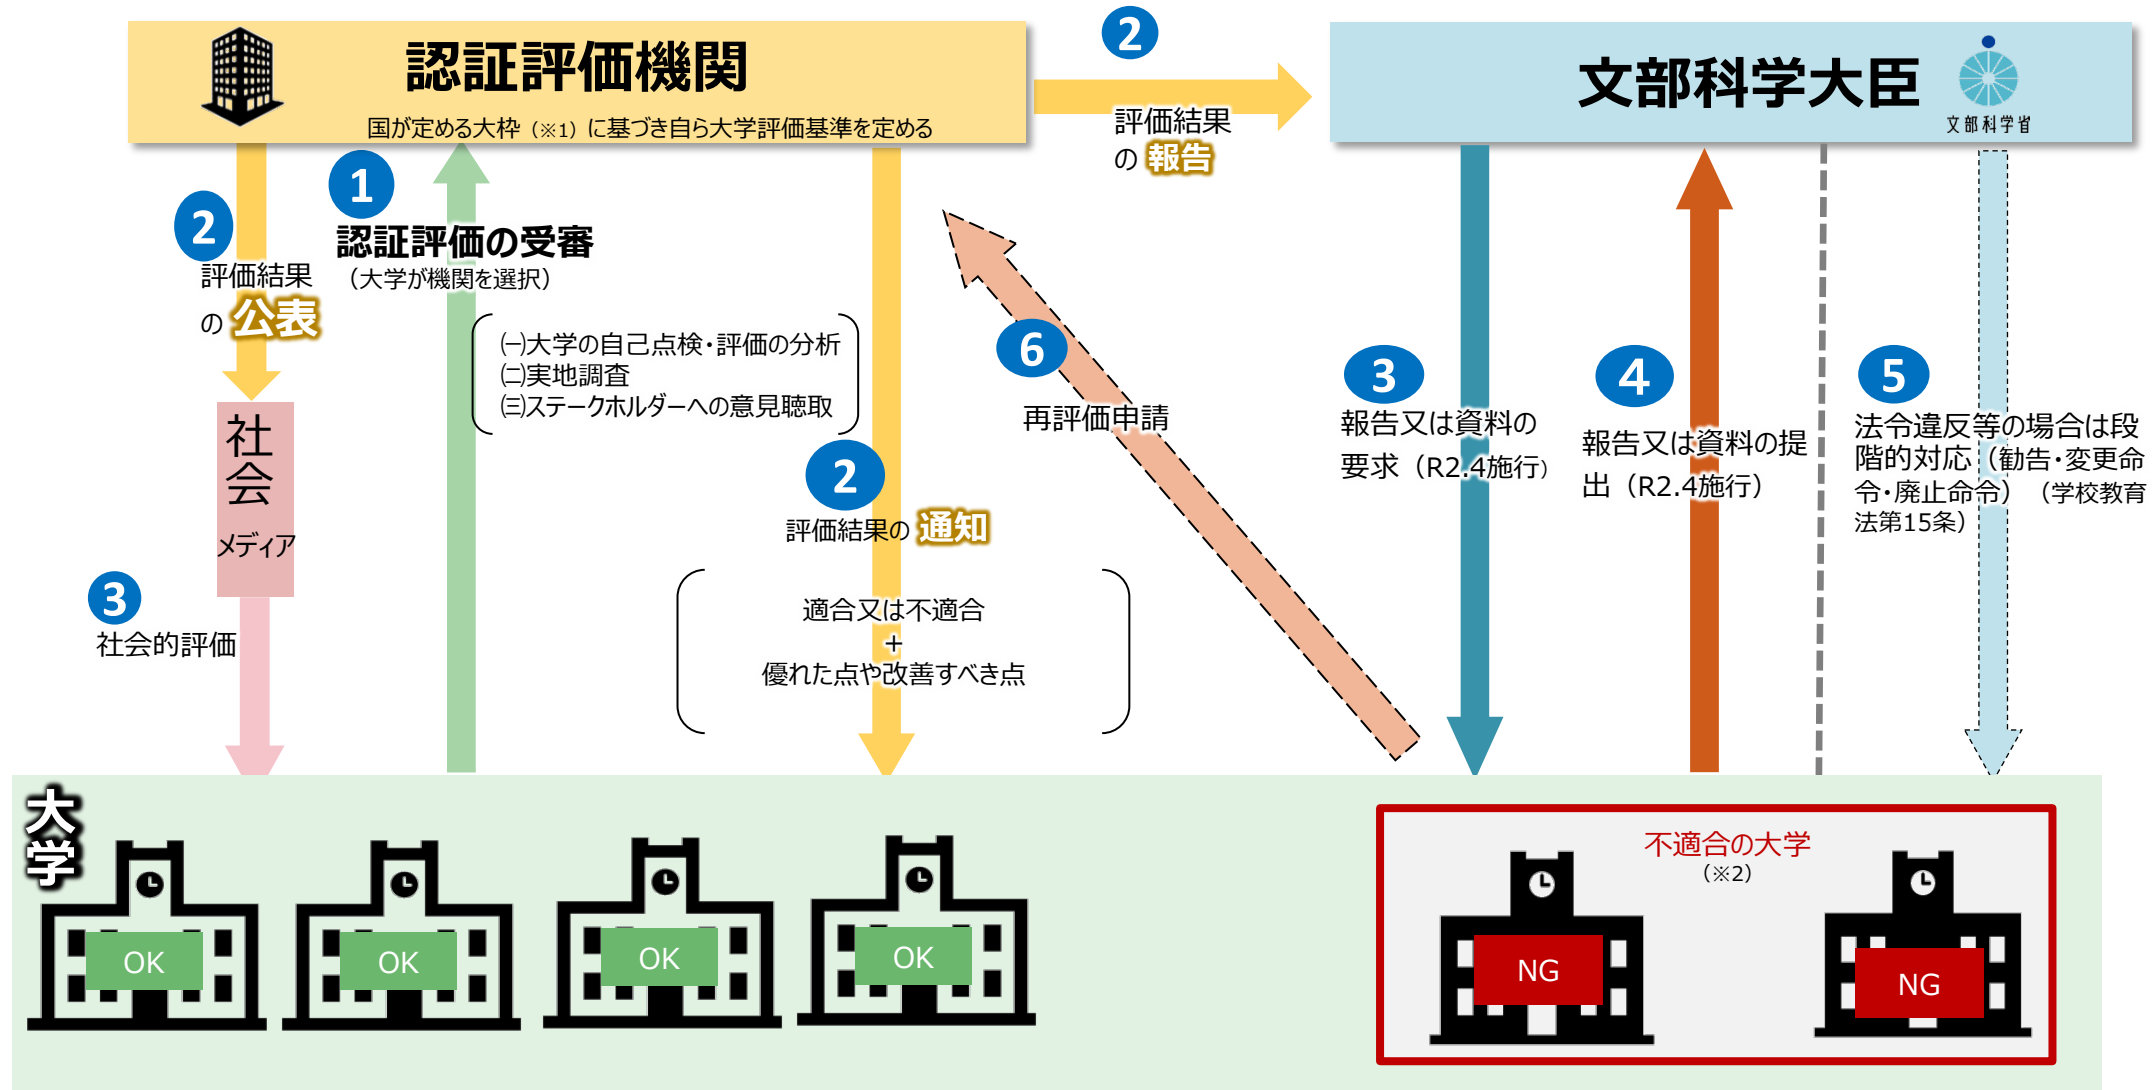 認証評価機関
国が定める大枠（※1）に基づき自ら大学評価基準を定める
2
評価結果
の 報告
文部科学大臣
文部科学省
2
評価結果
の 公表
1
認証評価の受審
（大学が機関を選択）
㈠大学の自己点検・評価の分析
㈡実地調査
㈢ステークホルダーへの意見聴取
2
評価結果の 通知
適合又は不適合
+
優れた点や改善すべき点
6
再評価申請
3
報告又は資料の
要求（R2.4施行）
4
報告又は資料の提
出（R2.4施行）
5
法令違反等の場合は段
階的対応（勧告・変更命
令・廃止命令）（学校教育
法第15条）
社会
メディア
3
社会的評価
大学
OK
OK
OK
OK
不適合の大学
（※2）
NG
NG